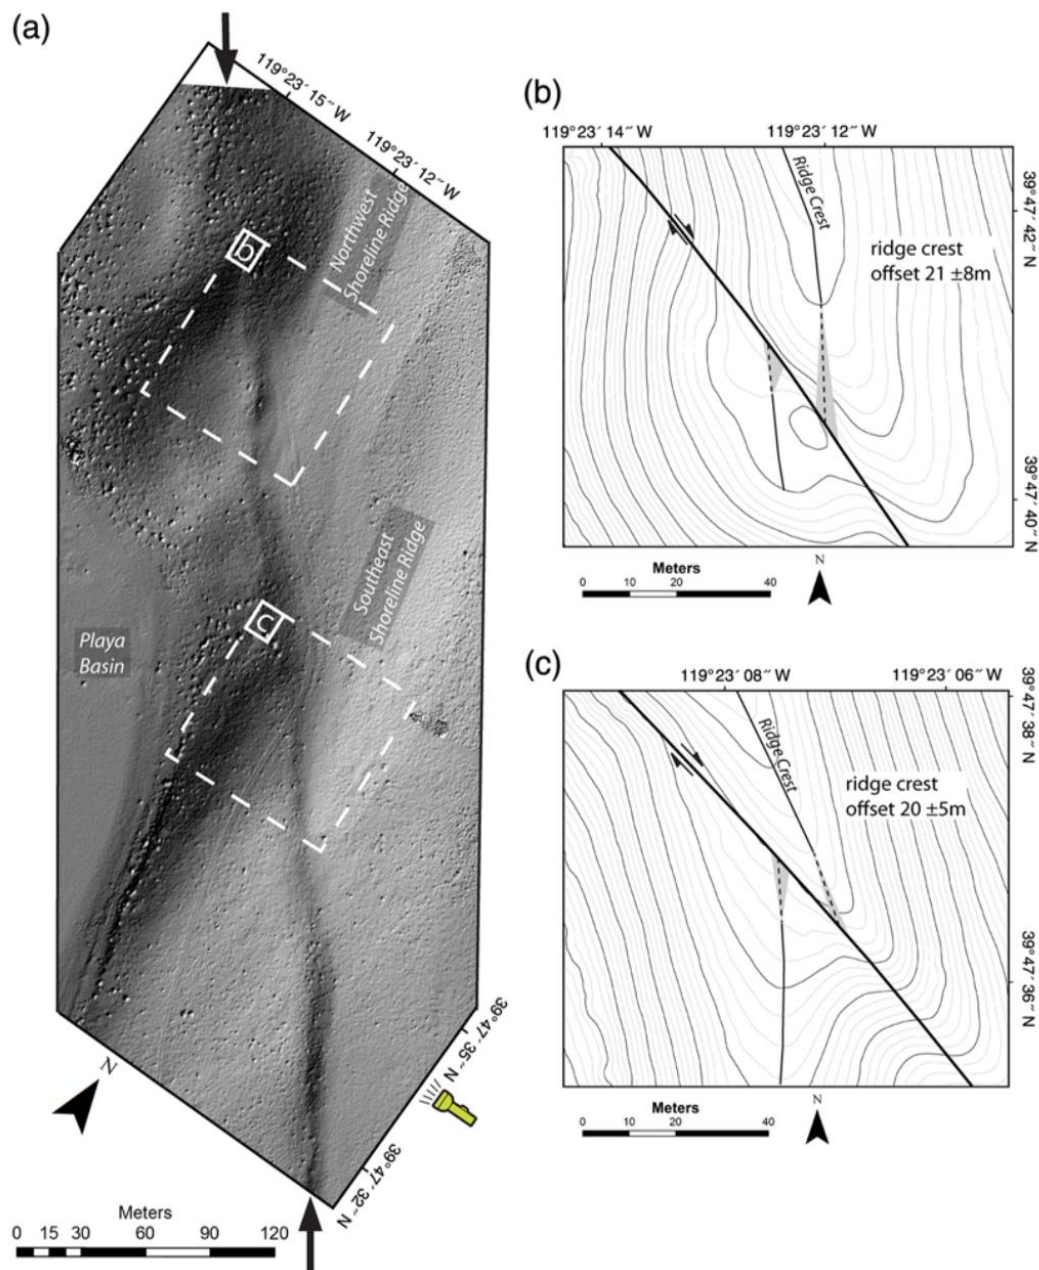 (a)
119°23´15˝W
119°23´12˝W
Northwest
Shoreline Ridge
b
Southeast
Shoreline Ridge
c
Playa
Basin
N
39°47´35˝N
39°47´32˝N
Meters
0 15 30 60 90 120
(b)
119°23´14˝W 119°23´12˝W
Ridge Crest
39°47´42˝N
ridge crest
offset 21 ±8m
39°47´40˝N
Meters
0 10 20 40
N
(c)
119°23´08˝W 119°23´06˝W
Ridge Crest
39°47´38˝N
ridge crest
offset 20 ±5m
39°47´36˝N
Meters
0 10 20 40
N